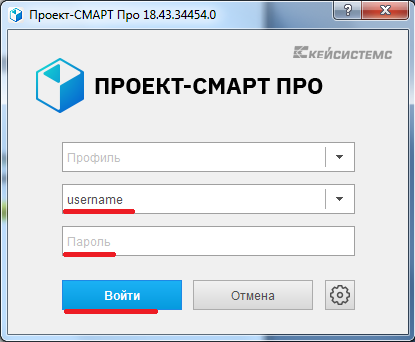 Проект-СМАРТ Про 18.43.34454.0
?
КЕЙСИСТЕМС
ПРОЕКТ-СМАРТ ПРО
Профиль
username
Пароль
Войти
Отмена